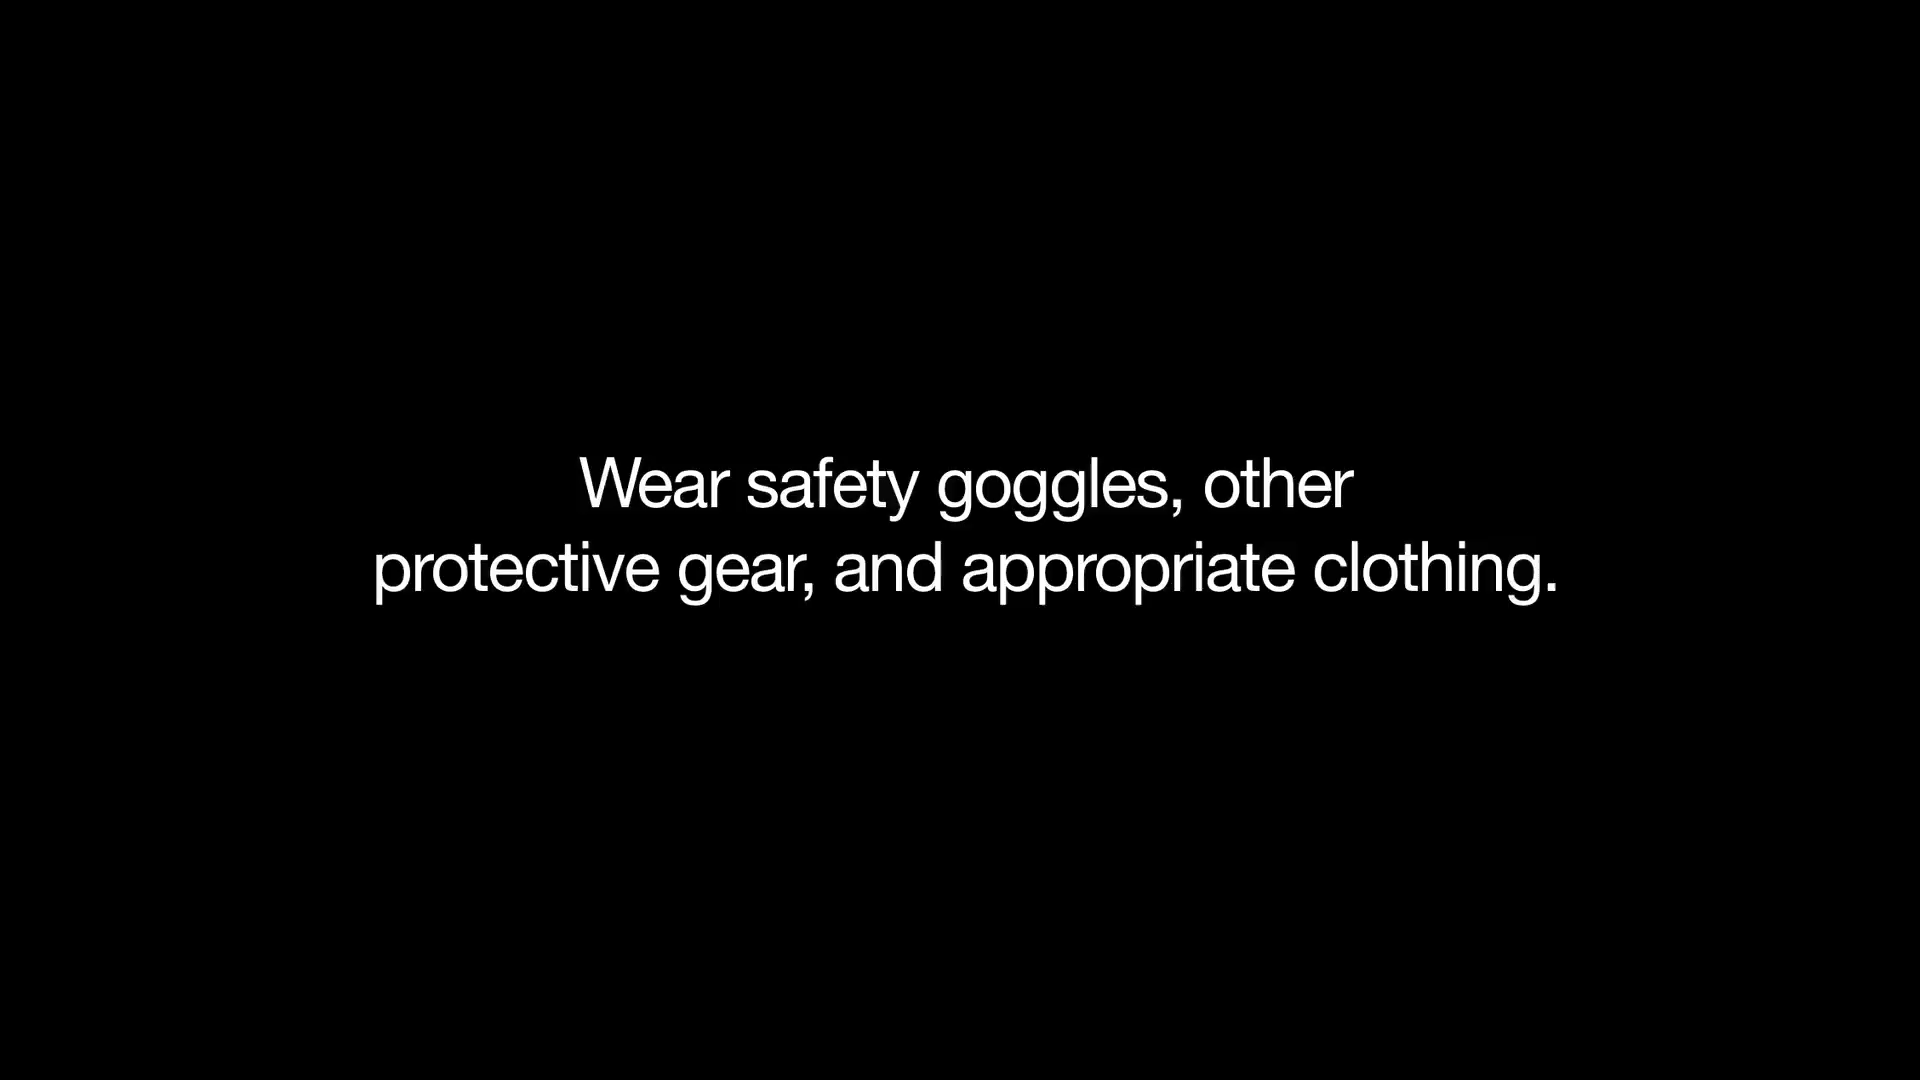 Wear safety goggles, other
protective gear, and appropriate clothing.